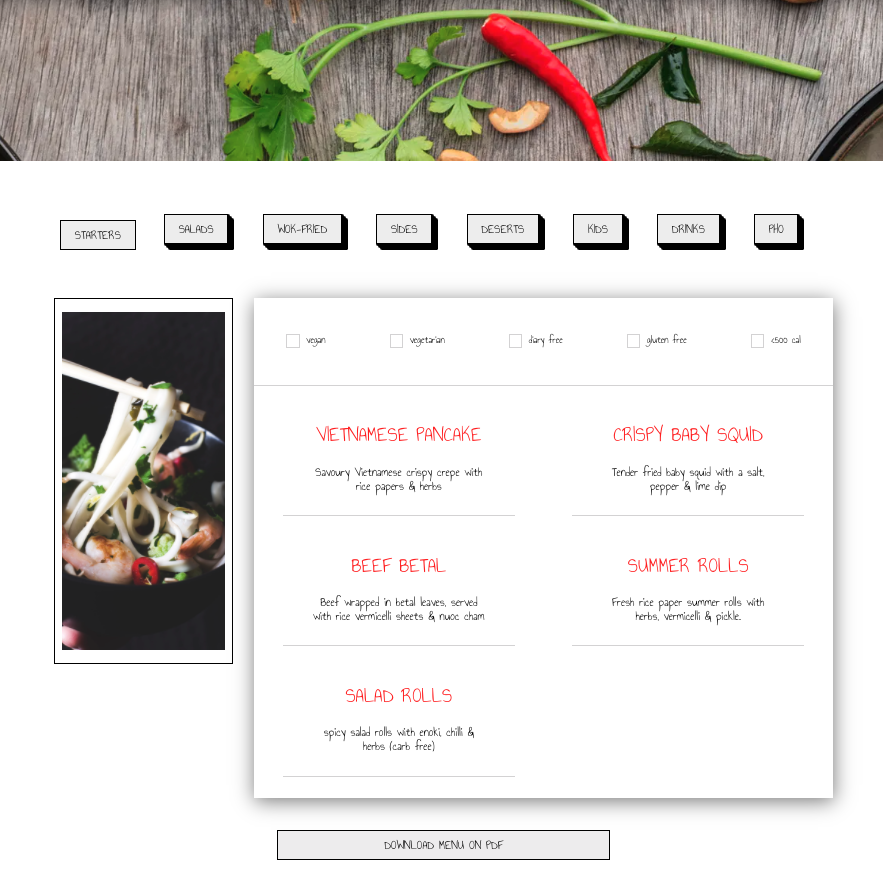 STARTERS SALADS WOK-FRIED SIDES DESERTS KIDS DRINKS PHO
vegan vegetarian diary free gluten free <500 call
VIETNAMESE PANCAKE
Savoury Vietnamese crispy crepe with
rice papers & herbs
CRISPY BABY SQUID
Tender fried baby squid with a salt,
pepper & lime dip
BEEF BETAL
Beef wrapped in betal leaves, served
with rice vermicelli sheets & nuoc cham
SUMMER ROLLS
Fresh rice paper summer rolls with
herbs, vermicelli & pickle.
SALAD ROLLS
spicy salad rolls with enoki, chilli &
herbs (carb free)
DOWNLOAD MENU ON PDF